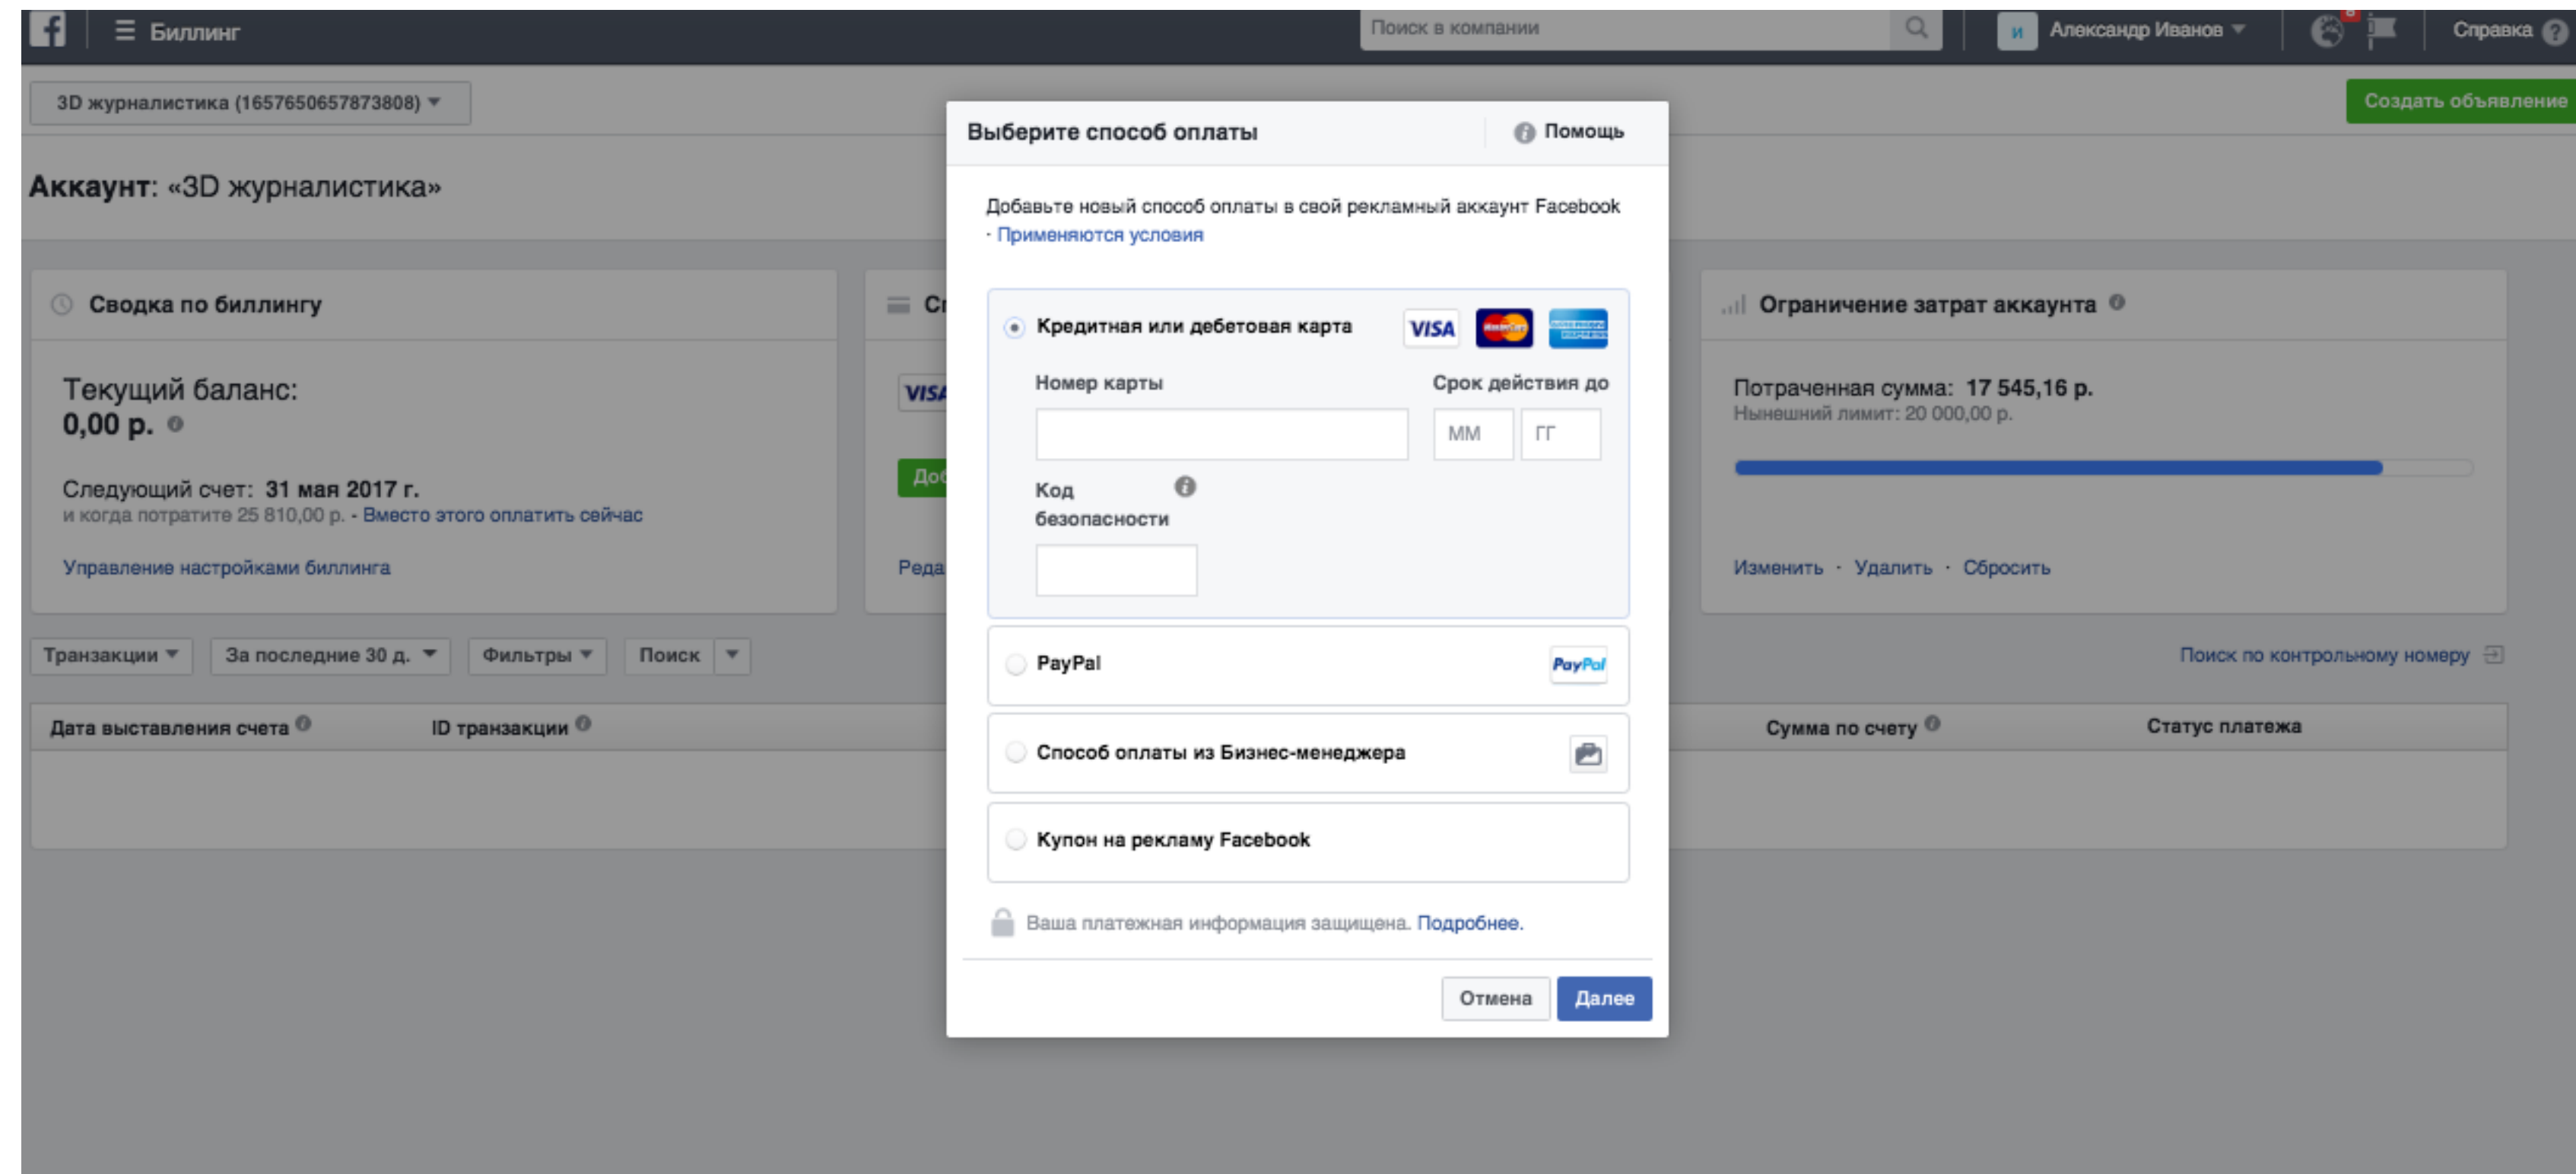 f
Биллинг
Поиск в компании
и
Александр Иванов
Справка ?
3D журналистика (1657650657873808)
Создать объявление
Аккаунт: «3D журналистика»
Выберите способ оплаты
Помощь
Добавьте новый способ оплаты в свой рекламный аккаунт Facebook
· Применяются условия
Сводка по биллингу
Текущий баланс:
0,00 р.
Следующий счет: 31 мая 2017 г.
и когда потратите 25 810,00 р. - Вместо этого оплатить сейчас
Управление настройками биллинга
VISA
Кредитная или дебетовая карта
VISA
MasterCard
Номер карты
Срок действия до
ММ
ГГ
Код
безопасности
PayPal
PayPal
Способ оплаты из Бизнес-менеджера
Купон на рекламу Facebook
Ваша платежная информация защищена. Подробнее.
Отмена
Далее
Ограничение затрат аккаунта
Потраченная сумма: 17 545,16 р.
Нынешний лимит: 20 000,00 р.
Изменить · Удалить · Сбросить
Транзакции
За последние 30 д.
Фильтры
Поиск
Поиск по контрольному номеру
Дата выставления счета
ID транзакции
Сумма по счету
Статус платежа